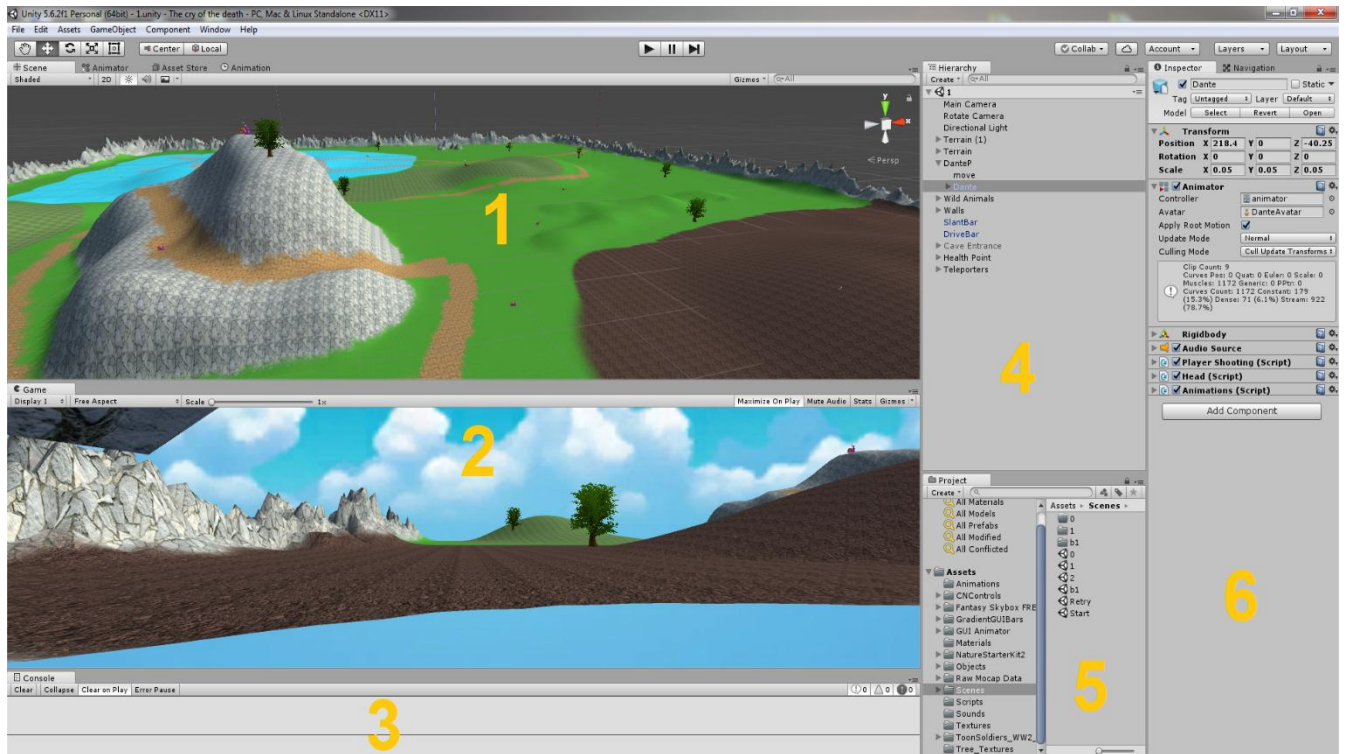 Unity 5.6.2f1 Personal (64bit) - 1.unity - The cry of the death - PC, Mac & Linux Standalone <DX11>
File Edit Assets GameObject Component Window Help
Center Local Collab Account Layers Layout
Scene Animator Asset Store Animation
Shaded 2D Gizmos All
y
x
Persp
1
Game
Display 1 Free Aspect Scale 1x Maximize On Play Mute Audio Stats Gizmos
2
Console
Clear Collapse Clear on Play Error Pause 0 0 0
3
Hierarchy
Create All
1
Main Camera
Rotate Camera
Directional Light
Terrain (1)
Terrain
DanteP
move
Dante
Wild Animals
Walls
SlantBar
DriveBar
Cave Entrance
Health Point
Teleporters
4
Project
Create
All Materials
All Models
All Prefabs
All Modified
All Conflicted
Assets
Animations
CNControls
Fantasy Skybox FRE
GradientGUIBars
GUI Animator
Materials
NatureStarterKit2
Objects
Raw Mocap Data
Scenes
Scripts
Sounds
Textures
ToonSoldiers_WW2_
Tree_Textures
Assets Scenes
0
1
b1
0
1
2
b1
Retry
Start
5
Inspector Navigation
Dante Static
Tag Untagged Layer Default
Model Select Revert Open
Transform
Position X 218.4 Y 0 Z -40.25
Rotation X 0 Y 0 Z 0
Scale X 0.05 Y 0.05 Z 0.05
Animator
Controller animator
Avatar DanteAvatar
Apply Root Motion
Update Mode Normal
Culling Mode Cull Update Transforms
Clip Count: 9
Curves Pos: 0 Quat: 0 Euler: 0 Scale: 0
Muscles: 1172 Generic: 0 PPtr: 0
Curves Count: 1172 Constant: 179
(15.3%) Dense: 71 (6.1%) Stream: 922
(78.7%)
Rigidbody
Audio Source
Player Shooting (Script)
Head (Script)
Animations (Script)
Add Component
6